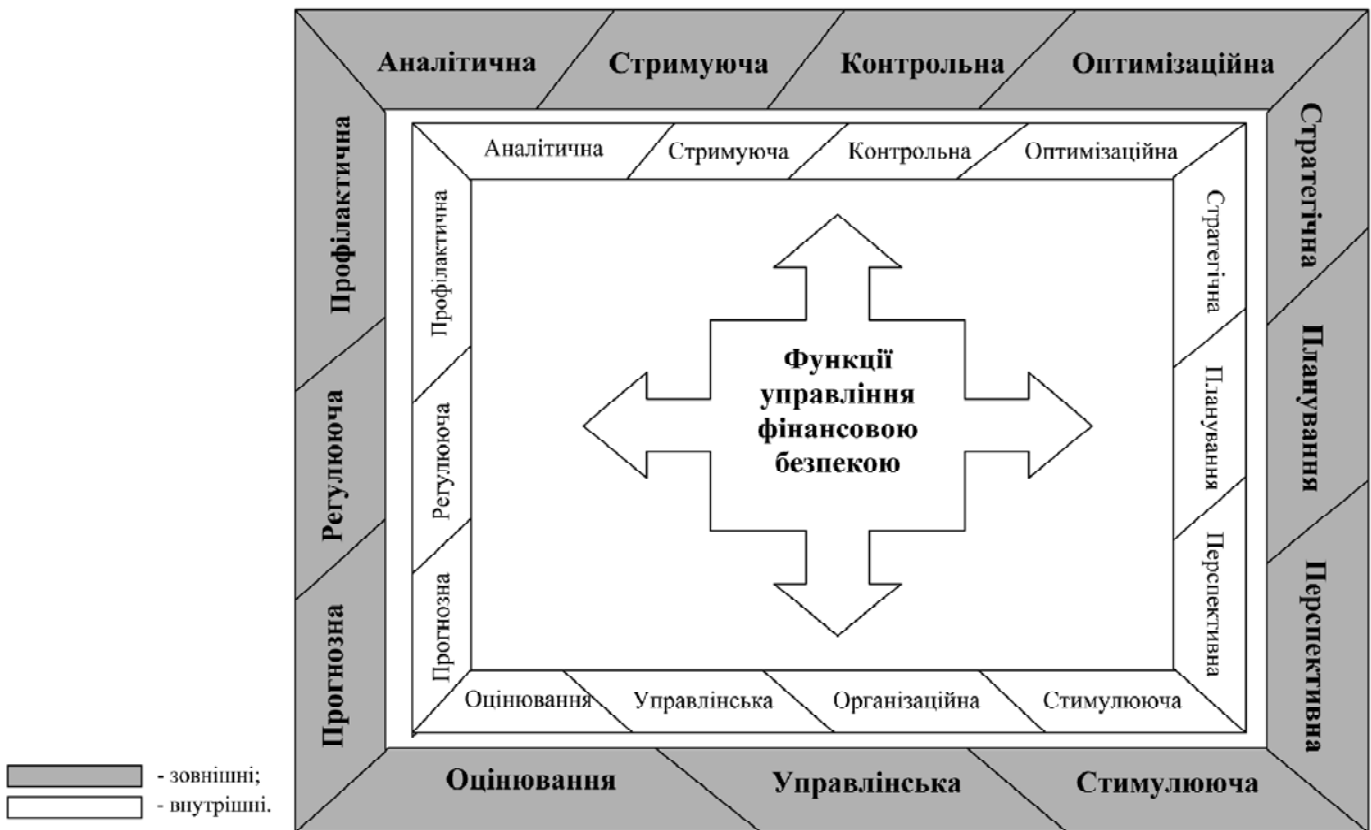 Аналітична
Стримуюча
Контрольна
Оптимізаційна
Стратегічна
Планування
Перспективна
Профілактична
Регулююча
Прогнозна
Оцінювання
Управлінська
Стимулююча
Аналітична
Стримуюча
Контрольна
Оптимізаційна
Стратегічна
Планування
Перспективна
Профілактична
Регулююча
Прогнозна
Оцінювання
Управлінська
Організаційна
Стимулююча
Функції
управління
фінансовою
безпекою
- зовнішні;
- внутрішні.